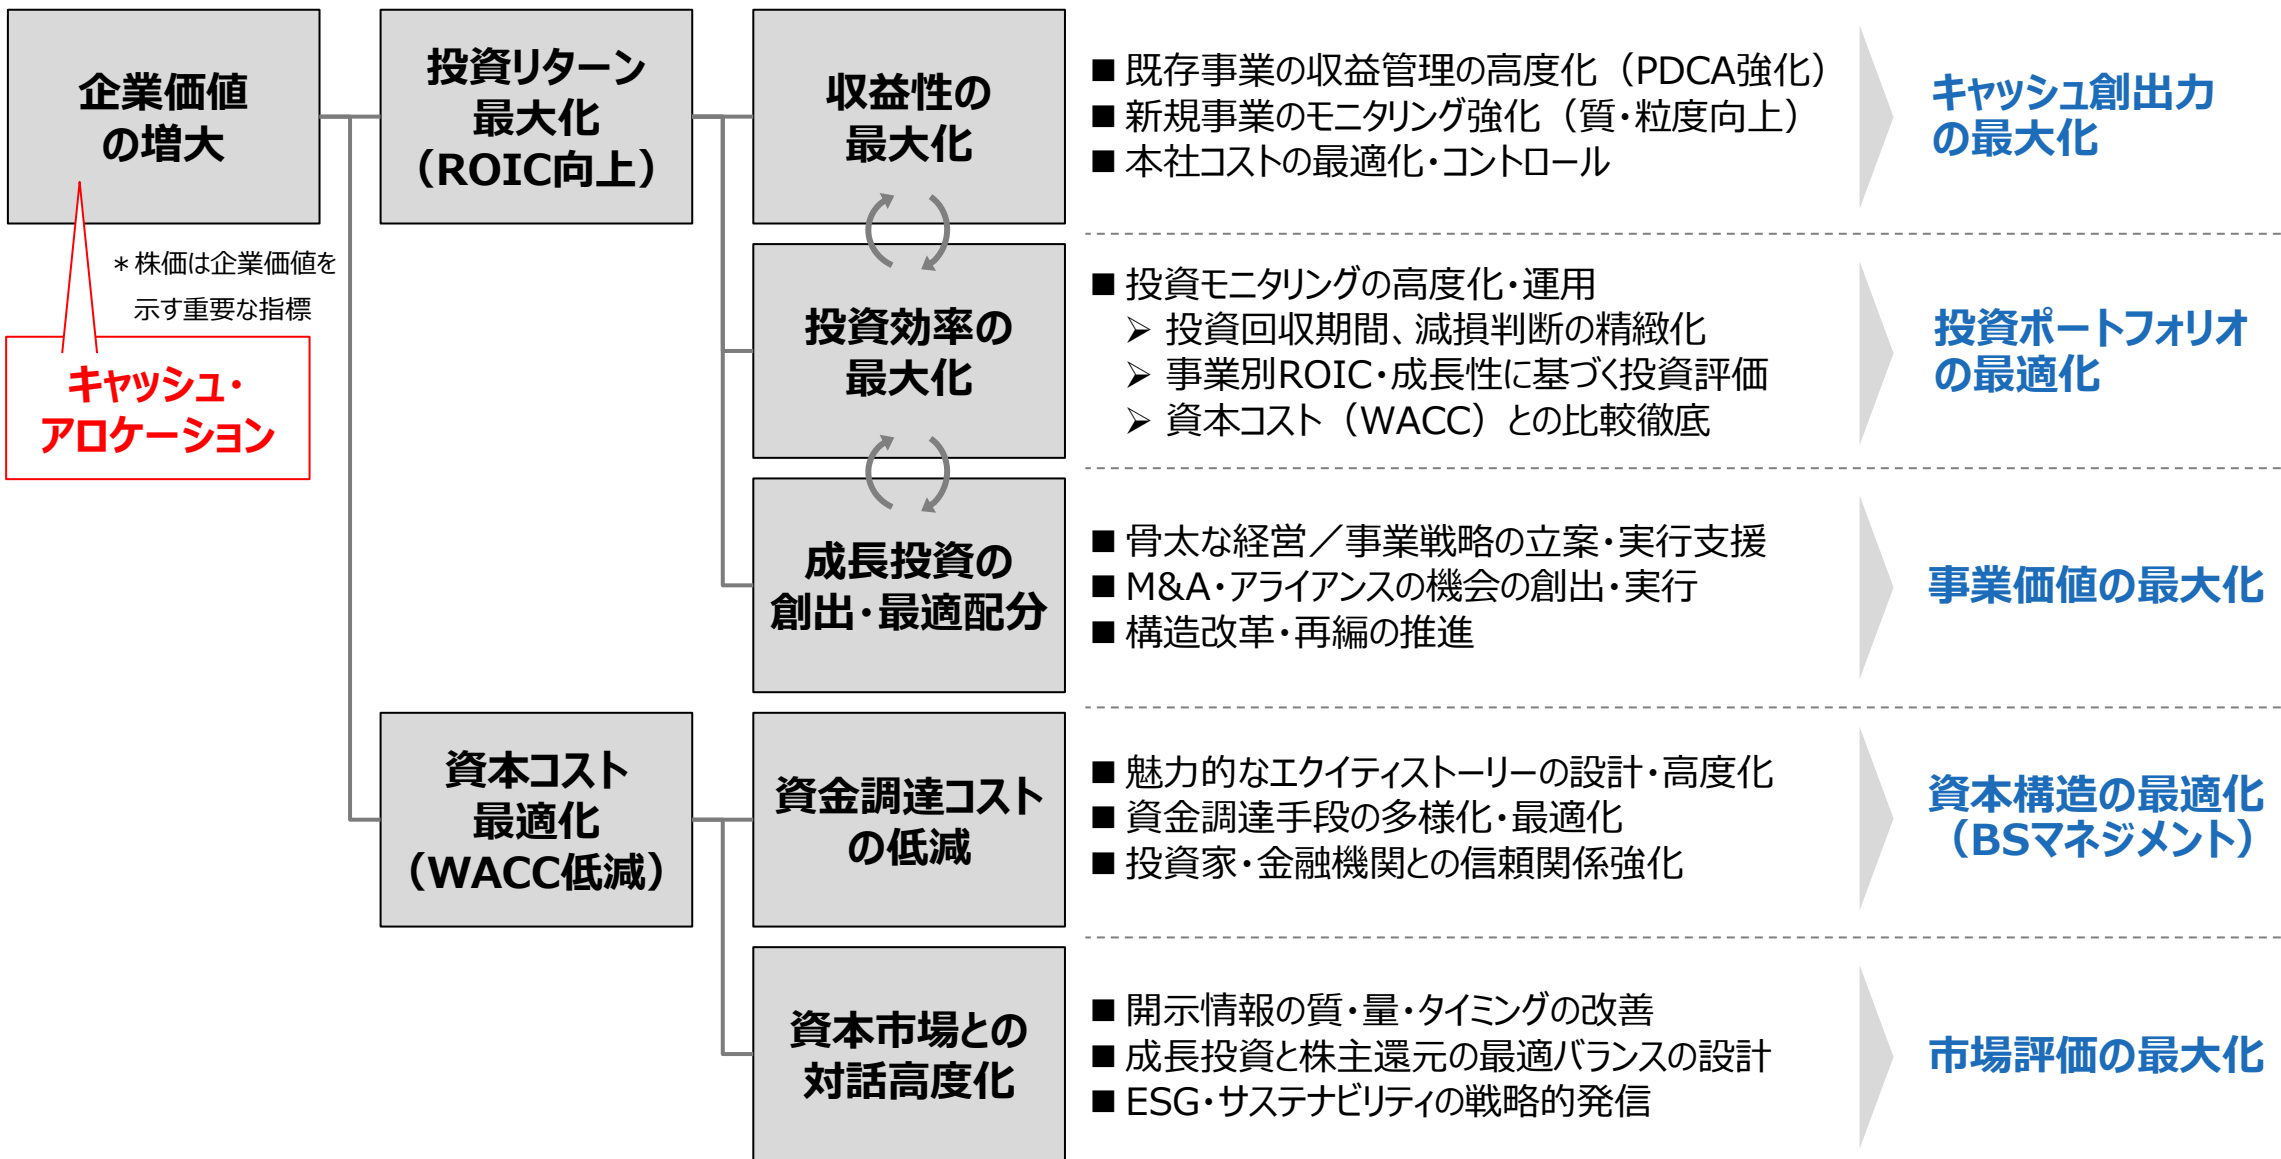 企業価値
の増大
＊株価は企業価値を
示す重要な指標
キャッシュ・
アロケーション
投資リターン
最大化
（ROIC向上）
収益性の
最大化
■ 既存事業の収益管理の高度化（PDCA強化）
■ 新規事業のモニタリング強化（質・粒度向上）
■ 本社コストの最適化・コントロール
キャッシュ創出力
の最大化
投資効率の
最大化
■ 投資モニタリングの高度化・運用
➢ 投資回収期間、減損判断の精緻化
➢ 事業別ROIC・成長性に基づく投資評価
➢ 資本コスト（WACC）との比較徹底
投資ポートフォリオ
の最適化
成長投資の
創出・最適配分
■ 骨太な経営／事業戦略の立案・実行支援
■ M&A・アライアンスの機会の創出・実行
■ 構造改革・再編の推進
事業価値の最大化
資本コスト
最適化
（WACC低減）
資金調達コスト
の低減
■ 魅力的なエクイティストーリーの設計・高度化
■ 資金調達手段の多様化・最適化
■ 投資家・金融機関との信頼関係強化
資本構造の最適化
（BSマネジメント）
資本市場との
対話高度化
■ 開示情報の質・量・タイミングの改善
■ 成長投資と株主還元の最適バランスの設計
■ ESG・サステナビリティの戦略的発信
市場評価の最大化